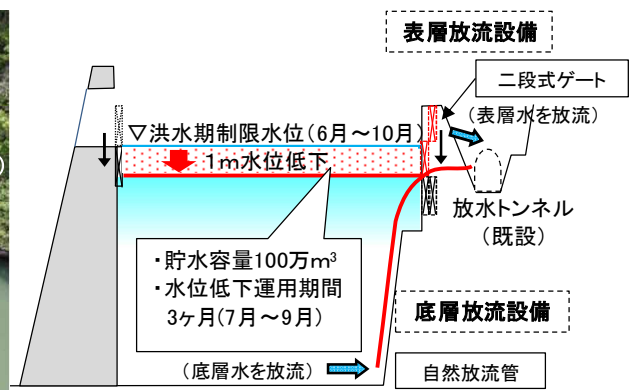 表層放流設備
二段式ゲート
(表層水を放流)
▽洪水期制限水位(6月～10月)
1m水位低下
放水トンネル
(既設)
・貯水容量100万m³
・水位低下運用期間
3ヶ月(7月～9月)
底層放流設備
(底層水を放流)
自然放流管
)